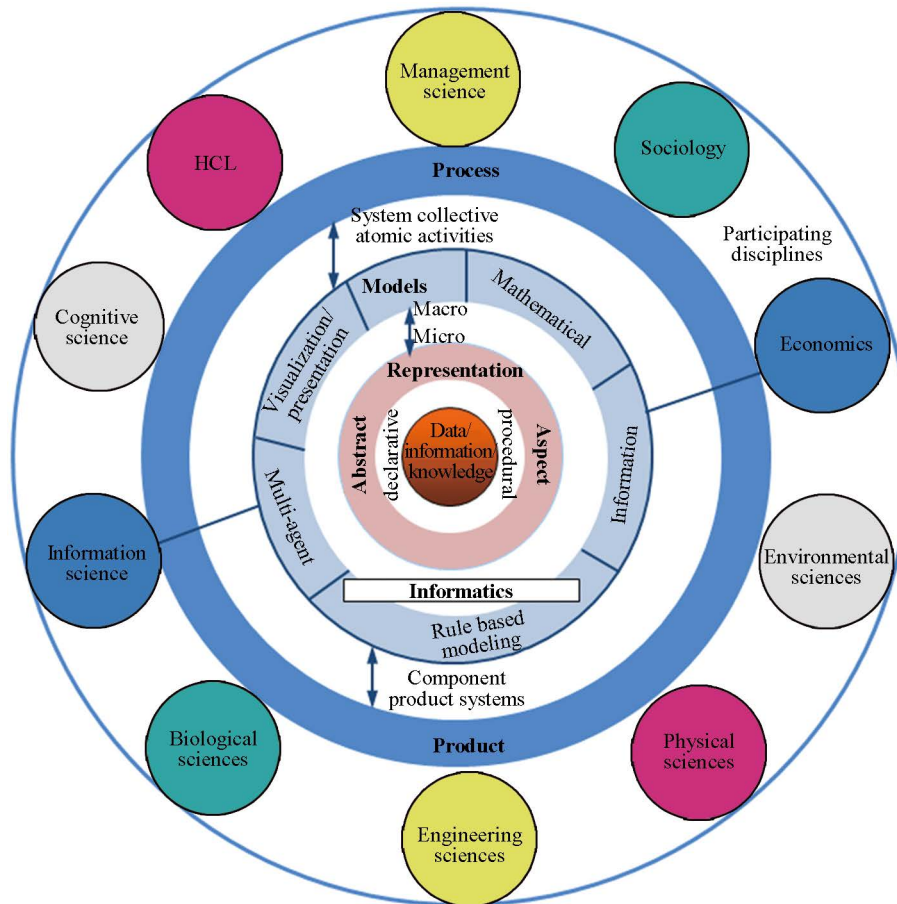 Management
science
HCL
Sociology
Process
System collective
atomic activities
Participating
disciplines
Models
Mathematical
Macro
Micro
Cognitive
science
Visualization/
presentation
Economics
Representation
Abstract
declarative
Data/
information/
knowledge
procedural
Aspect
Information
Multi-agent
Information
science
Environmental
sciences
Informatics
Rule based
modeling
Component
product systems
Biological
sciences
Product
Physical
sciences
Engineering
sciences